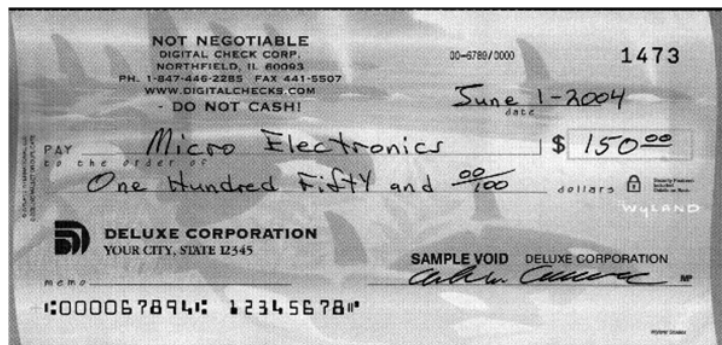 NOT NEGOTIABLE
DIGITAL CHECK CORP.
NORTHFIELD, IL 60093
PH. 1-847-446-2285 FAX 441-5507
WWW.DIGITALCHECKS.COM
- DO NOT CASH!
00-6789/0000
1473
June 1-2004
date
PAY Micro Electronics $ 150 00
to the order of
One Hundred Fifty and 00/100 dollars
WYLAND
DELUXE CORPORATION
YOUR CITY, STATE 12345
SAMPLE VOID DELUXE CORPORATION
memo
MP
⑆000067894⑆ 12345678⑈